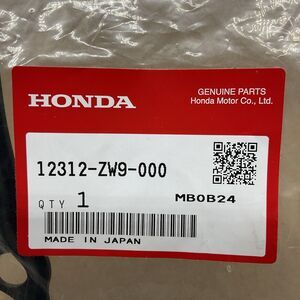 HONDA
GENUINE PARTS
Honda Motor Co., Ltd.
12312-ZW9-000
QTY 1
MB0B24
MADE IN JAPAN